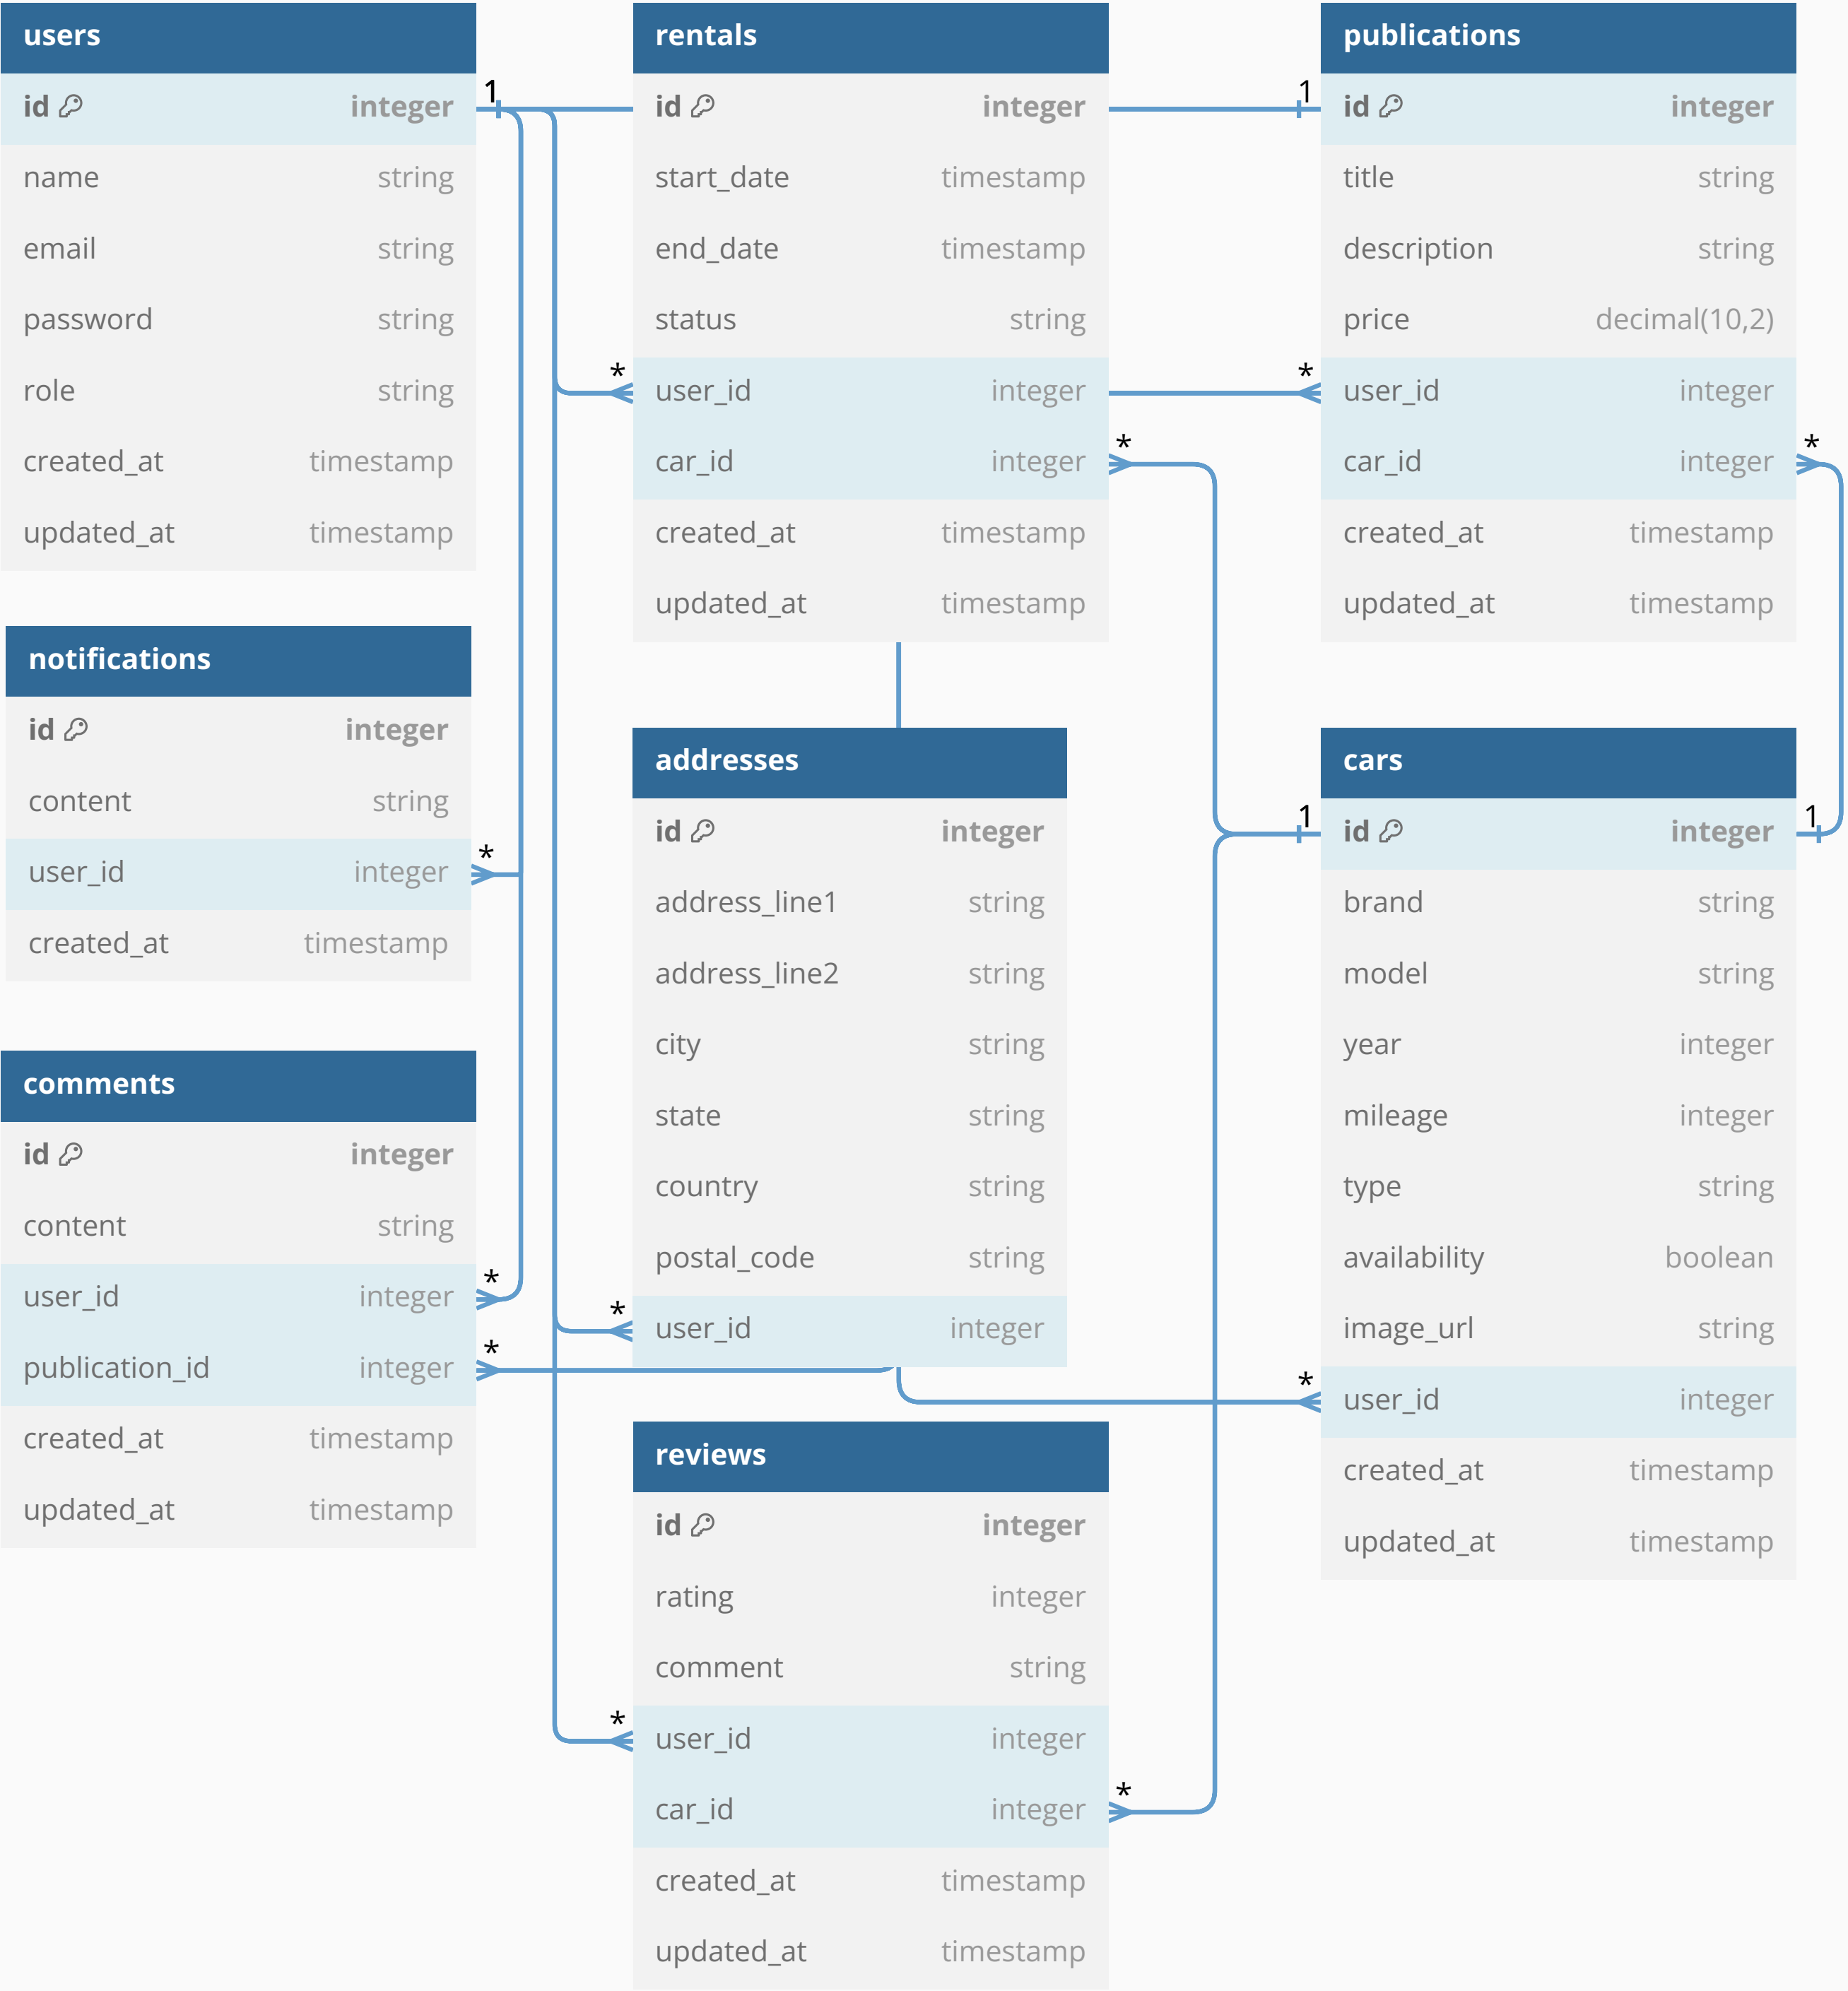 users
id integer
name string
email string
password string
role string
created_at timestamp
updated_at timestamp
1
rentals
id integer
start_date timestamp
end_date timestamp
status string
* user_id integer
car_id integer *
created_at timestamp
updated_at timestamp
publications
1 id integer
title string
description string
price decimal(10,2)
* user_id integer
car_id integer *
created_at timestamp
updated_at timestamp
notifications
id integer
content string
user_id integer *
created_at timestamp
addresses
id integer
address_line1 string
address_line2 string
city string
state string
country string
postal_code string
* user_id integer
cars
1 id integer 1
brand string
model string
year integer
mileage integer
type string
availability boolean
image_url string
* user_id integer
created_at timestamp
updated_at timestamp
comments
id integer
content string
user_id integer *
publication_id integer *
created_at timestamp
updated_at timestamp
reviews
id integer
rating integer
comment string
* user_id integer
car_id integer *
created_at timestamp
updated_at timestamp